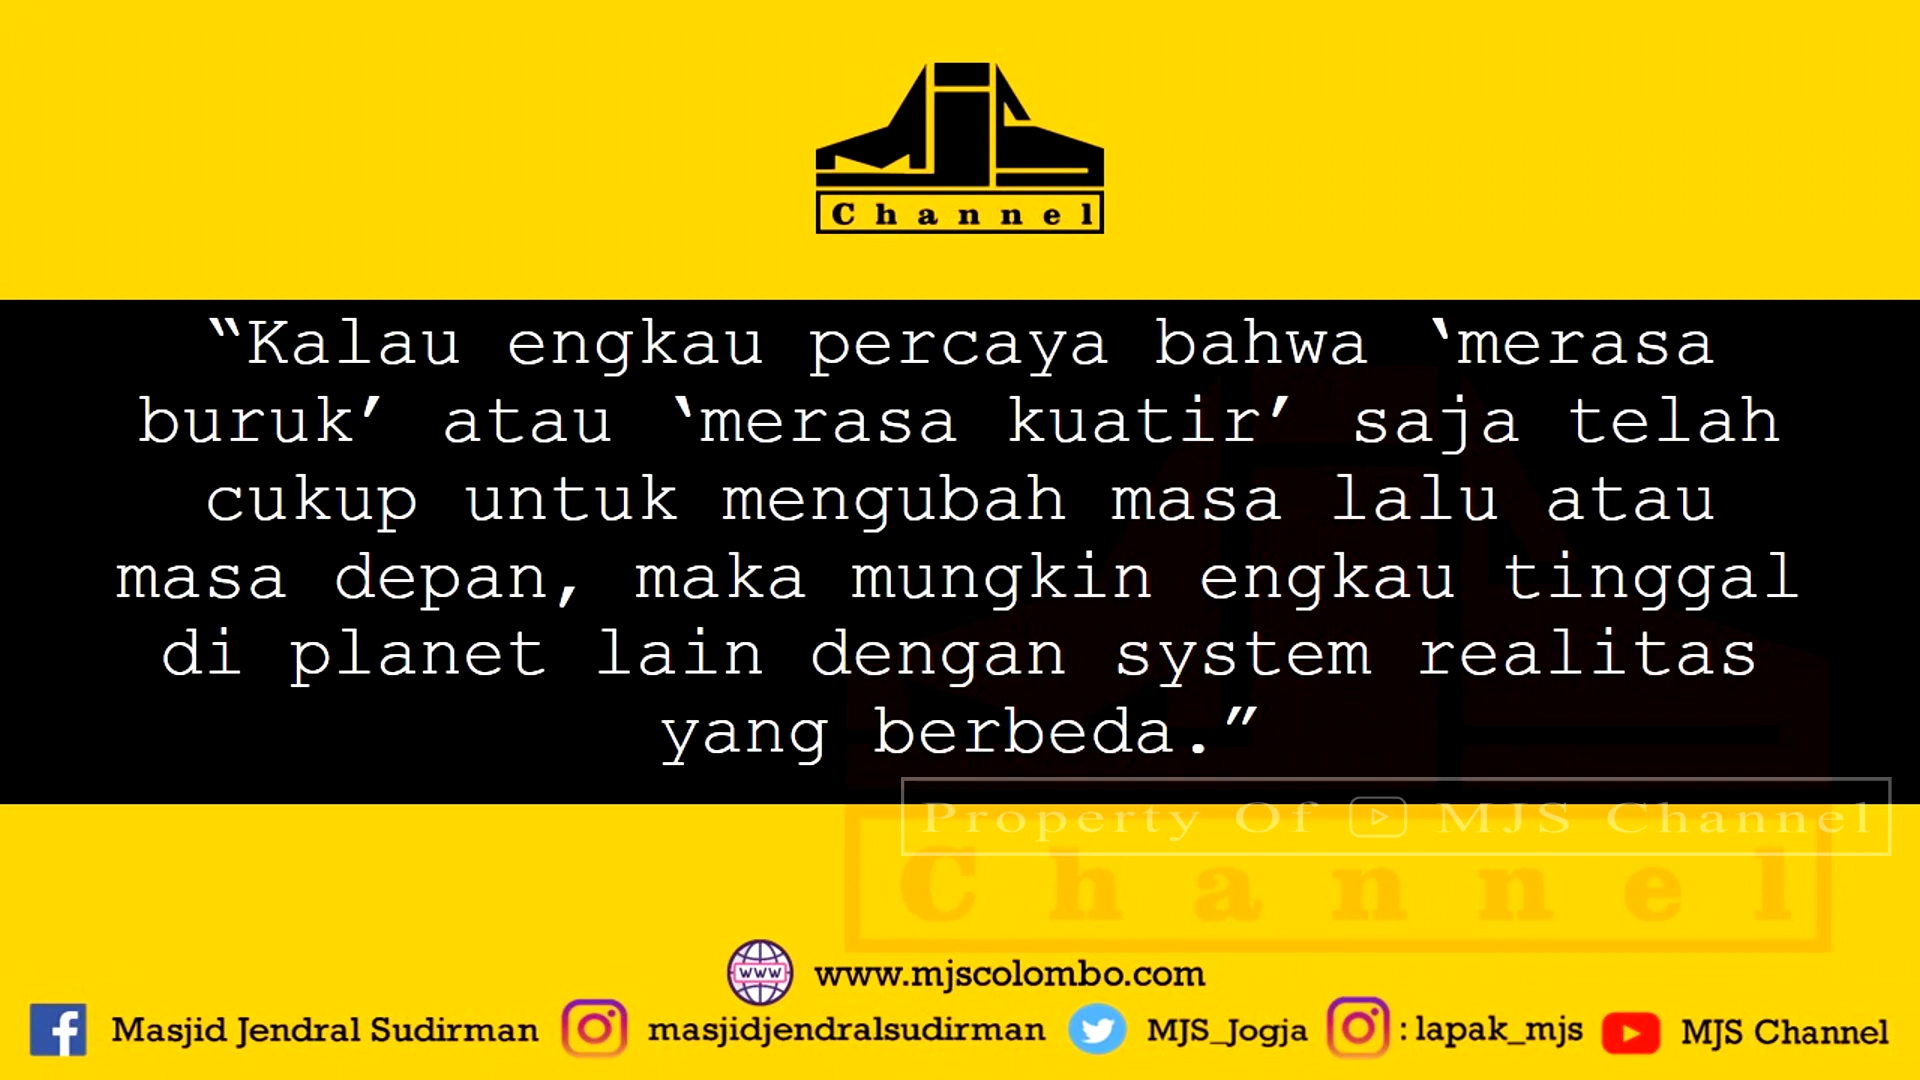 MJS
Channel
“Kalau engkau percaya bahwa ‘merasa
buruk’ atau ‘merasa kuatir’ saja telah
cukup untuk mengubah masa lalu atau
masa depan, maka mungkin engkau tinggal
di planet lain dengan system realitas
yang berbeda.”
Property Of MJS Channel
Channel
www www.mjscolombo.com
Masjid Jendral Sudirman masjidjendralsudirman MJS_Jogja : lapak_mjs MJS Channel